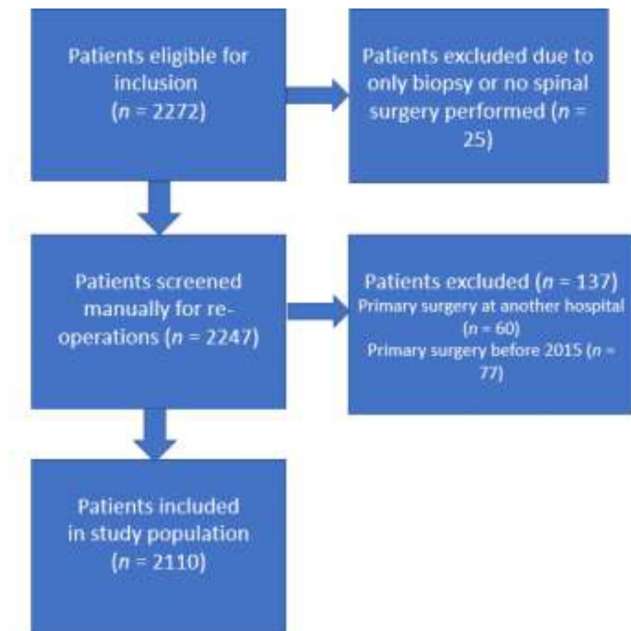 Patients eligible for
inclusion
(n = 2272)
Patients excluded due to
only biopsy or no spinal
surgery performed (n =
25)
Patients screened
manually for re-
operations (n = 2247)
Patients excluded (n = 137)
Primary surgery at another hospital
(n = 60)
Primary surgery before 2015 (n =
77)
Patients included
in study population
(n = 2110)